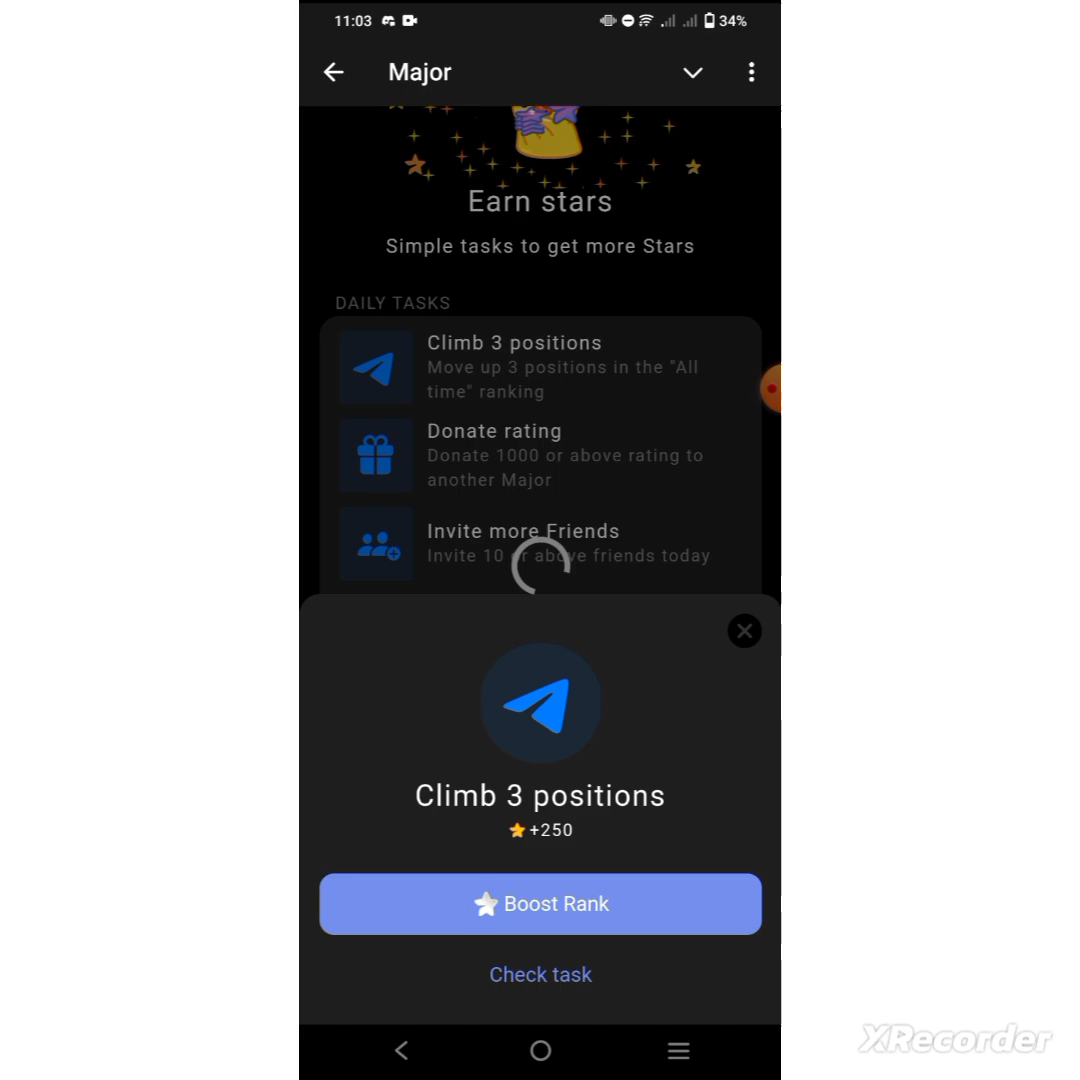 11:03
34%
Major
Earn stars
Simple tasks to get more Stars
DAILY TASKS
Climb 3 positions
Move up 3 positions in the "All
time" ranking
Donate rating
Donate 1000 or above rating to
another Major
Invite more Friends
Invite 10 or above friends today
Climb 3 positions
+250
Boost Rank
Check task
XRecorder